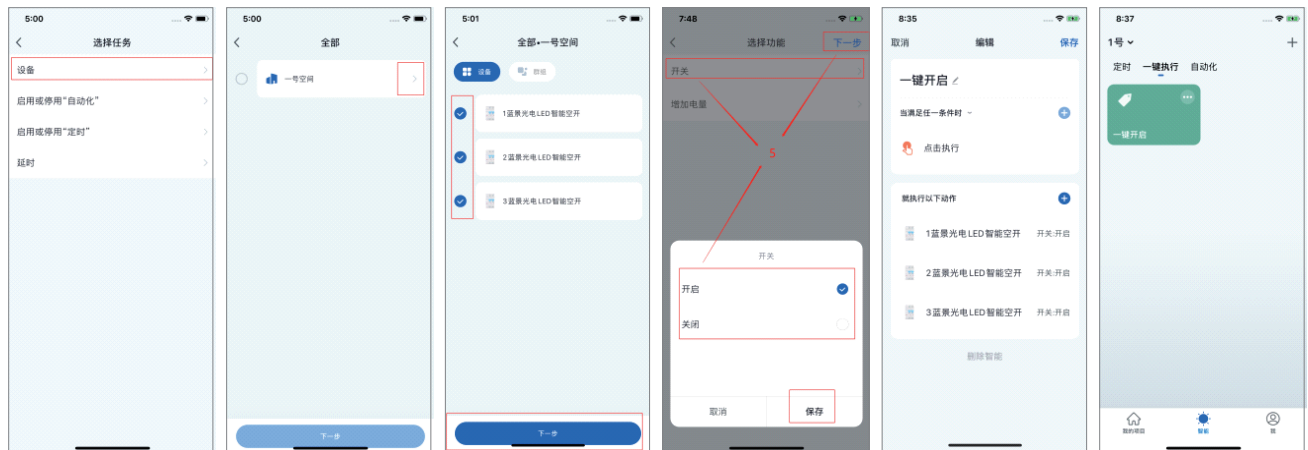 5:00
选择任务
设备
启用或停用“自动化”
启用或停用“定时”
延时
5:00
全部
一号空间
下一步
5:01
全部•一号空间
设备
群组
1蓝景光电LED智能空开
2蓝景光电LED智能空开
3蓝景光电LED智能空开
下一步
7:48
选择功能
下一步
开关
增加电量
5
开关
开启
关闭
取消
保存
8:35
取消
编辑
保存
一键开启
当满足任一条件时
点击执行
就执行以下动作
1蓝景光电LED智能空开 开关:开启
2蓝景光电LED智能空开 开关:开启
3蓝景光电LED智能空开 开关:开启
删除智能
8:37
1号
定时 一键执行 自动化
一键开启
我的项目
智能
我